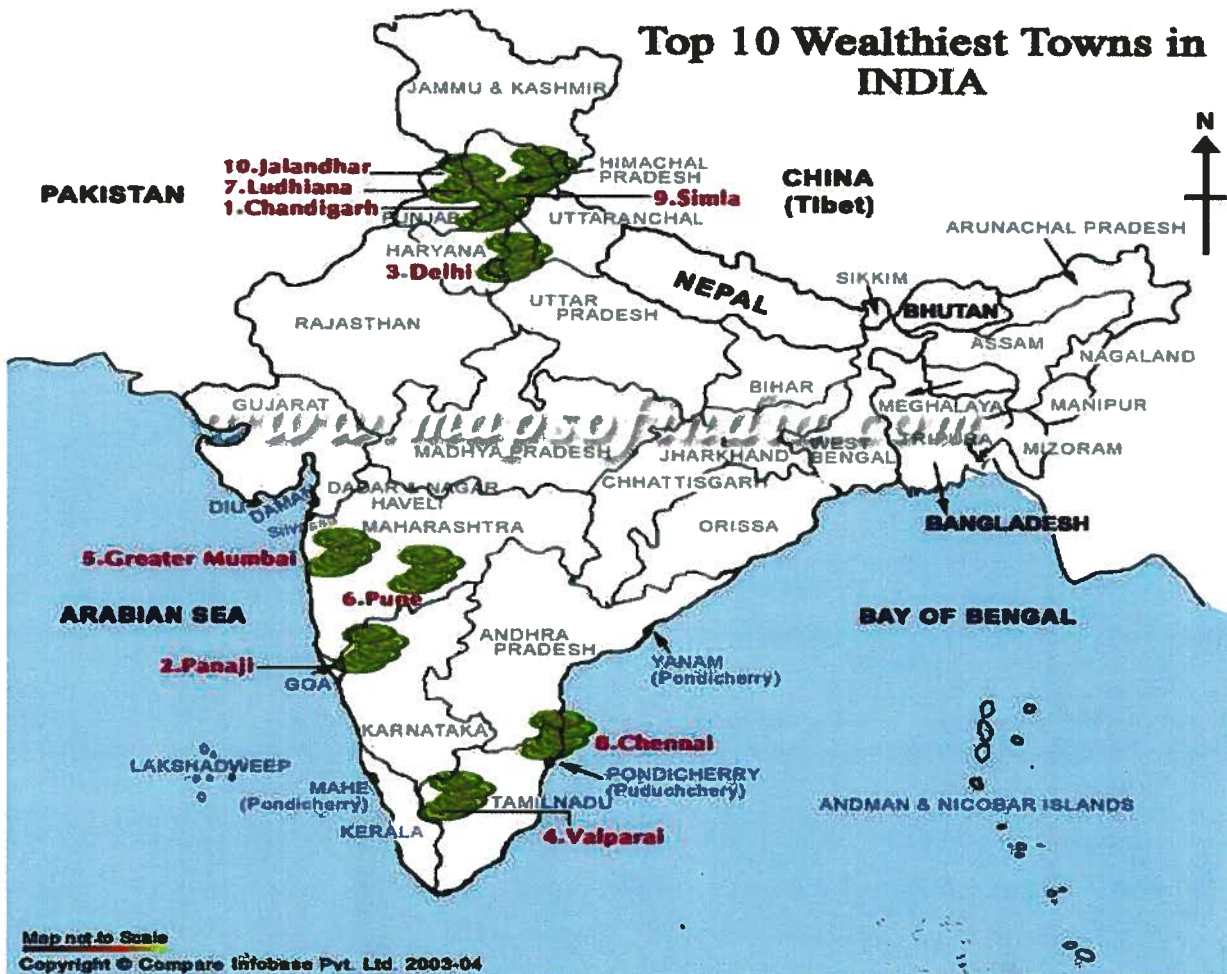 Top 10 Wealthiest Towns in
INDIA
N
JAMMU & KASHMIR
10.Jalandhar
7.Ludhiana
1.Chandigarh
PAKISTAN
HIMACHAL
PRADESH
9.Simla
CHINA
(Tibet)
PUNJAB
UTTARANCHAL
ARUNACHAL PRADESH
HARYANA
3.Delhi
NEPAL
SIKKIM
BHUTAN
UTTAR
PRADESH
RAJASTHAN
ASSAM
NAGALAND
BIHAR
GUJARAT
MEGHALAYA
MANIPUR
www.mapsofindia.com
MADHYA PRADESH
JHARKHAND
WEST
BENGAL
TRIPURA
MIZORAM
DIU
DAMAN
DADAR & NAGAR
HAVELI
CHHATTISGARH
MAHARASHTRA
ORISSA
BANGLADESH
5.Greater Mumbai
6.Pune
ARABIAN SEA
BAY OF BENGAL
ANDHRA
PRADESH
2.Panaji
GOA
YANAM
(Pondicherry)
KARNATAKA
8.Chennai
LAKSHADWEEP
MAHE
(Pondicherry)
PONDICHERRY
(Puduchchery)
TAMILNADU
ANDMAN & NICOBAR ISLANDS
KERALA
4.Valparai
Map not to Scale
Copyright © Compare Infobase Pvt. Ltd. 2003-04